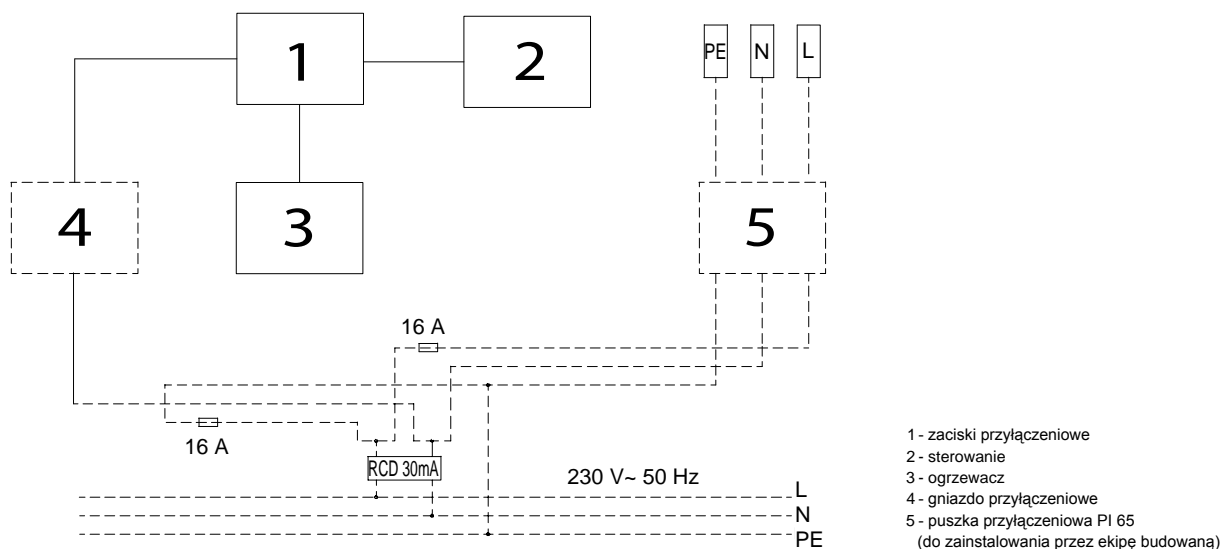 1
2
PE
N
L
4
3
5
16 A
16 A
RCD 30mA
230 V~ 50 Hz
L
N
PE
1 - zaciski przyłączeniowe
2 - sterowanie
3 - ogrzewacz
4 - gniazdo przyłączeniowe
5 - puszka przyłączeniowa PI 65
(do zainstalowania przez ekipę budowaną)